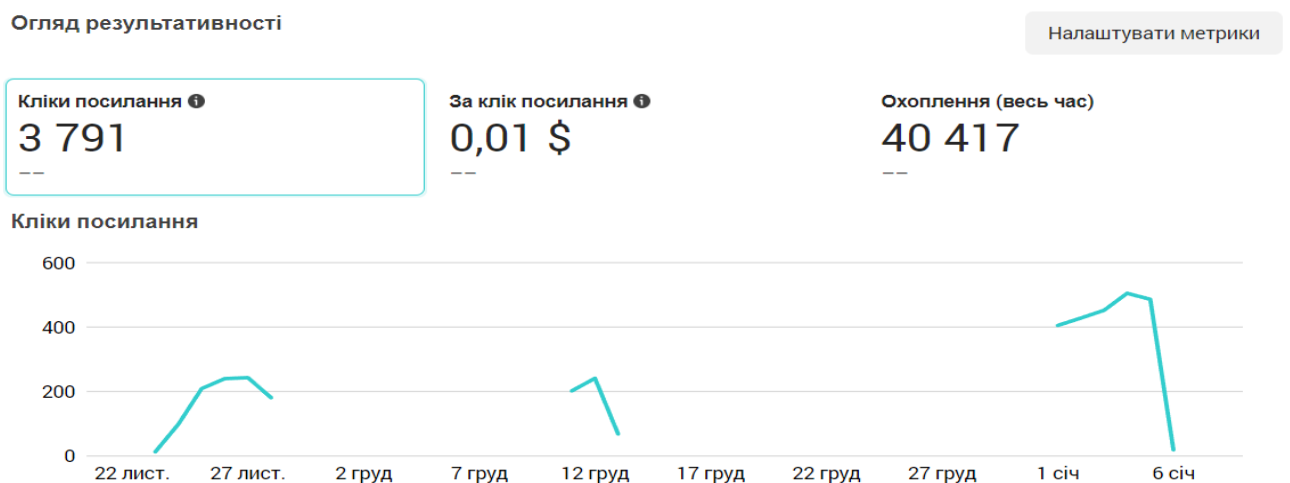 Огляд результативності
Налаштувати метрики
Кліки посилання
3 791
——
За клік посилання
0,01 $
——
Охоплення (весь час)
40 417
——
Кліки посилання
600
400
200
0
22 лист. 27 лист. 2 груд 7 груд 12 груд 17 груд 22 груд 27 груд 1 січ 6 січ